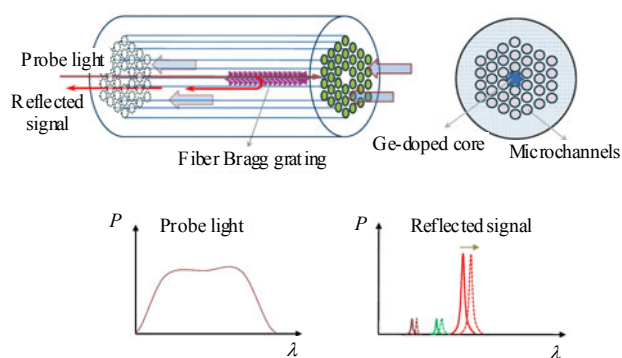 Probe light
Reflected
signal
Fiber Bragg grating
Ge-doped core
Microchannels
P
Probe light
λ
P
Reflected signal
λ